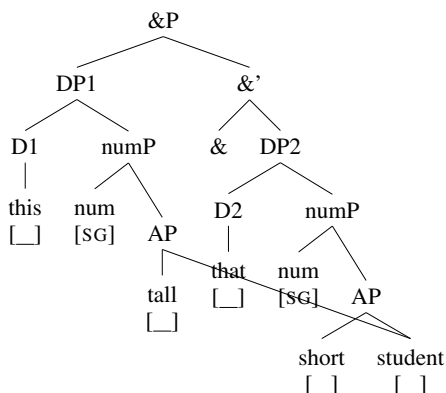 &P
DP1 &’
D1 numP & DP2
this num D2 numP
[__] [SG] AP
that num
tall [__] [SG] AP
[__]
short student
[__] [__]